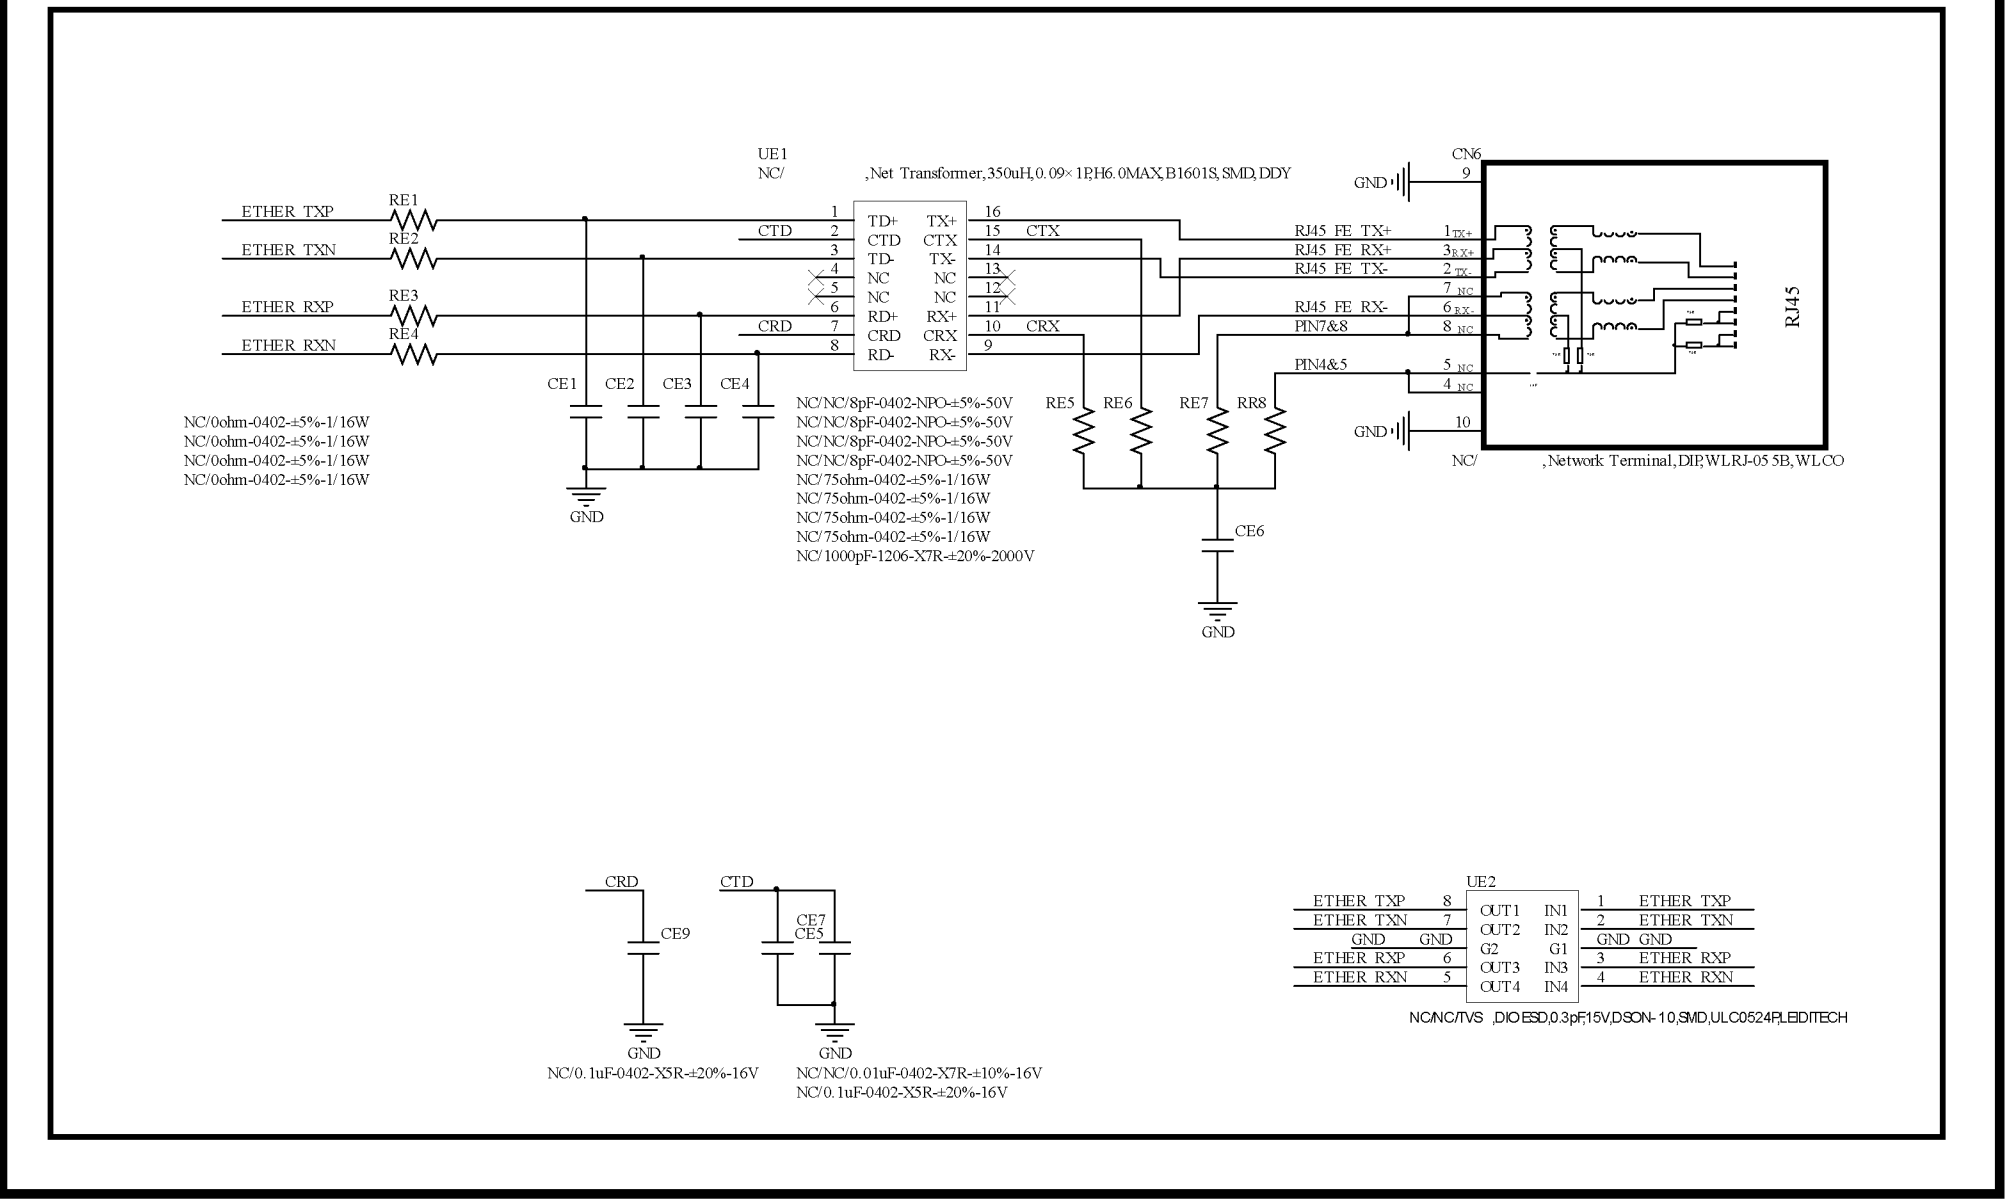 UE1
NC/ ,Net Transformer,350uH,0.09×1P,H6.0MAX,B1601S,SMD,DDY
CN6
GND 9
RE1
ETHER TXP 1 TD+ TX+ 16
CTD 2 CTD CTX 15 CTX RJ45 FE TX+ 1 TX+
RE2
ETHER TXN 3 TD- TX- 14 RJ45 FE RX+ 3 RX+
4 NC NC 13 RJ45 FE TX- 2 TX-
5 NC NC 12 7 NC
RE3
ETHER RXP 6 RD+ RX+ 11 RJ45 FE RX- 6 RX-
CRD 7 CRD CRX 10 CRX PIN7&8 8 NC
RE4
ETHER RXN 8 RD- RX- 9
RJ45
PIN4&5 5 NC
4 NC
CE1 CE2 CE3 CE4
RE5 RE6 RE7 RR8
GND 10
NC/ ,Network Terminal,DIP,WLRJ-055B,WLCO
NC/0ohm-0402-±5%-1/16W
NC/0ohm-0402-±5%-1/16W
NC/0ohm-0402-±5%-1/16W
NC/0ohm-0402-±5%-1/16W
GND
NC/NC/8pF-0402-NPO-±5%-50V
NC/NC/8pF-0402-NPO-±5%-50V
NC/NC/8pF-0402-NPO-±5%-50V
NC/NC/8pF-0402-NPO-±5%-50V
NC/75ohm-0402-±5%-1/16W
NC/75ohm-0402-±5%-1/16W
NC/75ohm-0402-±5%-1/16W
NC/75ohm-0402-±5%-1/16W
NC/1000pF-1206-X7R-±20%-2000V
CE6
GND
CRD
CE9
GND
NC/0.1uF-0402-X5R-±20%-16V
CTD
CE7
CE5
GND
NC/NC/0.01uF-0402-X7R-±10%-16V
NC/0.1uF-0402-X5R-±20%-16V
UE2
ETHER TXP 8 OUT1 IN1 1 ETHER TXP
ETHER TXN 7 OUT2 IN2 2 ETHER TXN
GND GND G2 G1 GND GND
ETHER RXP 6 OUT3 IN3 3 ETHER RXP
ETHER RXN 5 OUT4 IN4 4 ETHER RXN
NC/NC/TVS ,DIO ESD,0.3pF,15V,DSON-10,SMD,ULC0524P,LEIDITECH